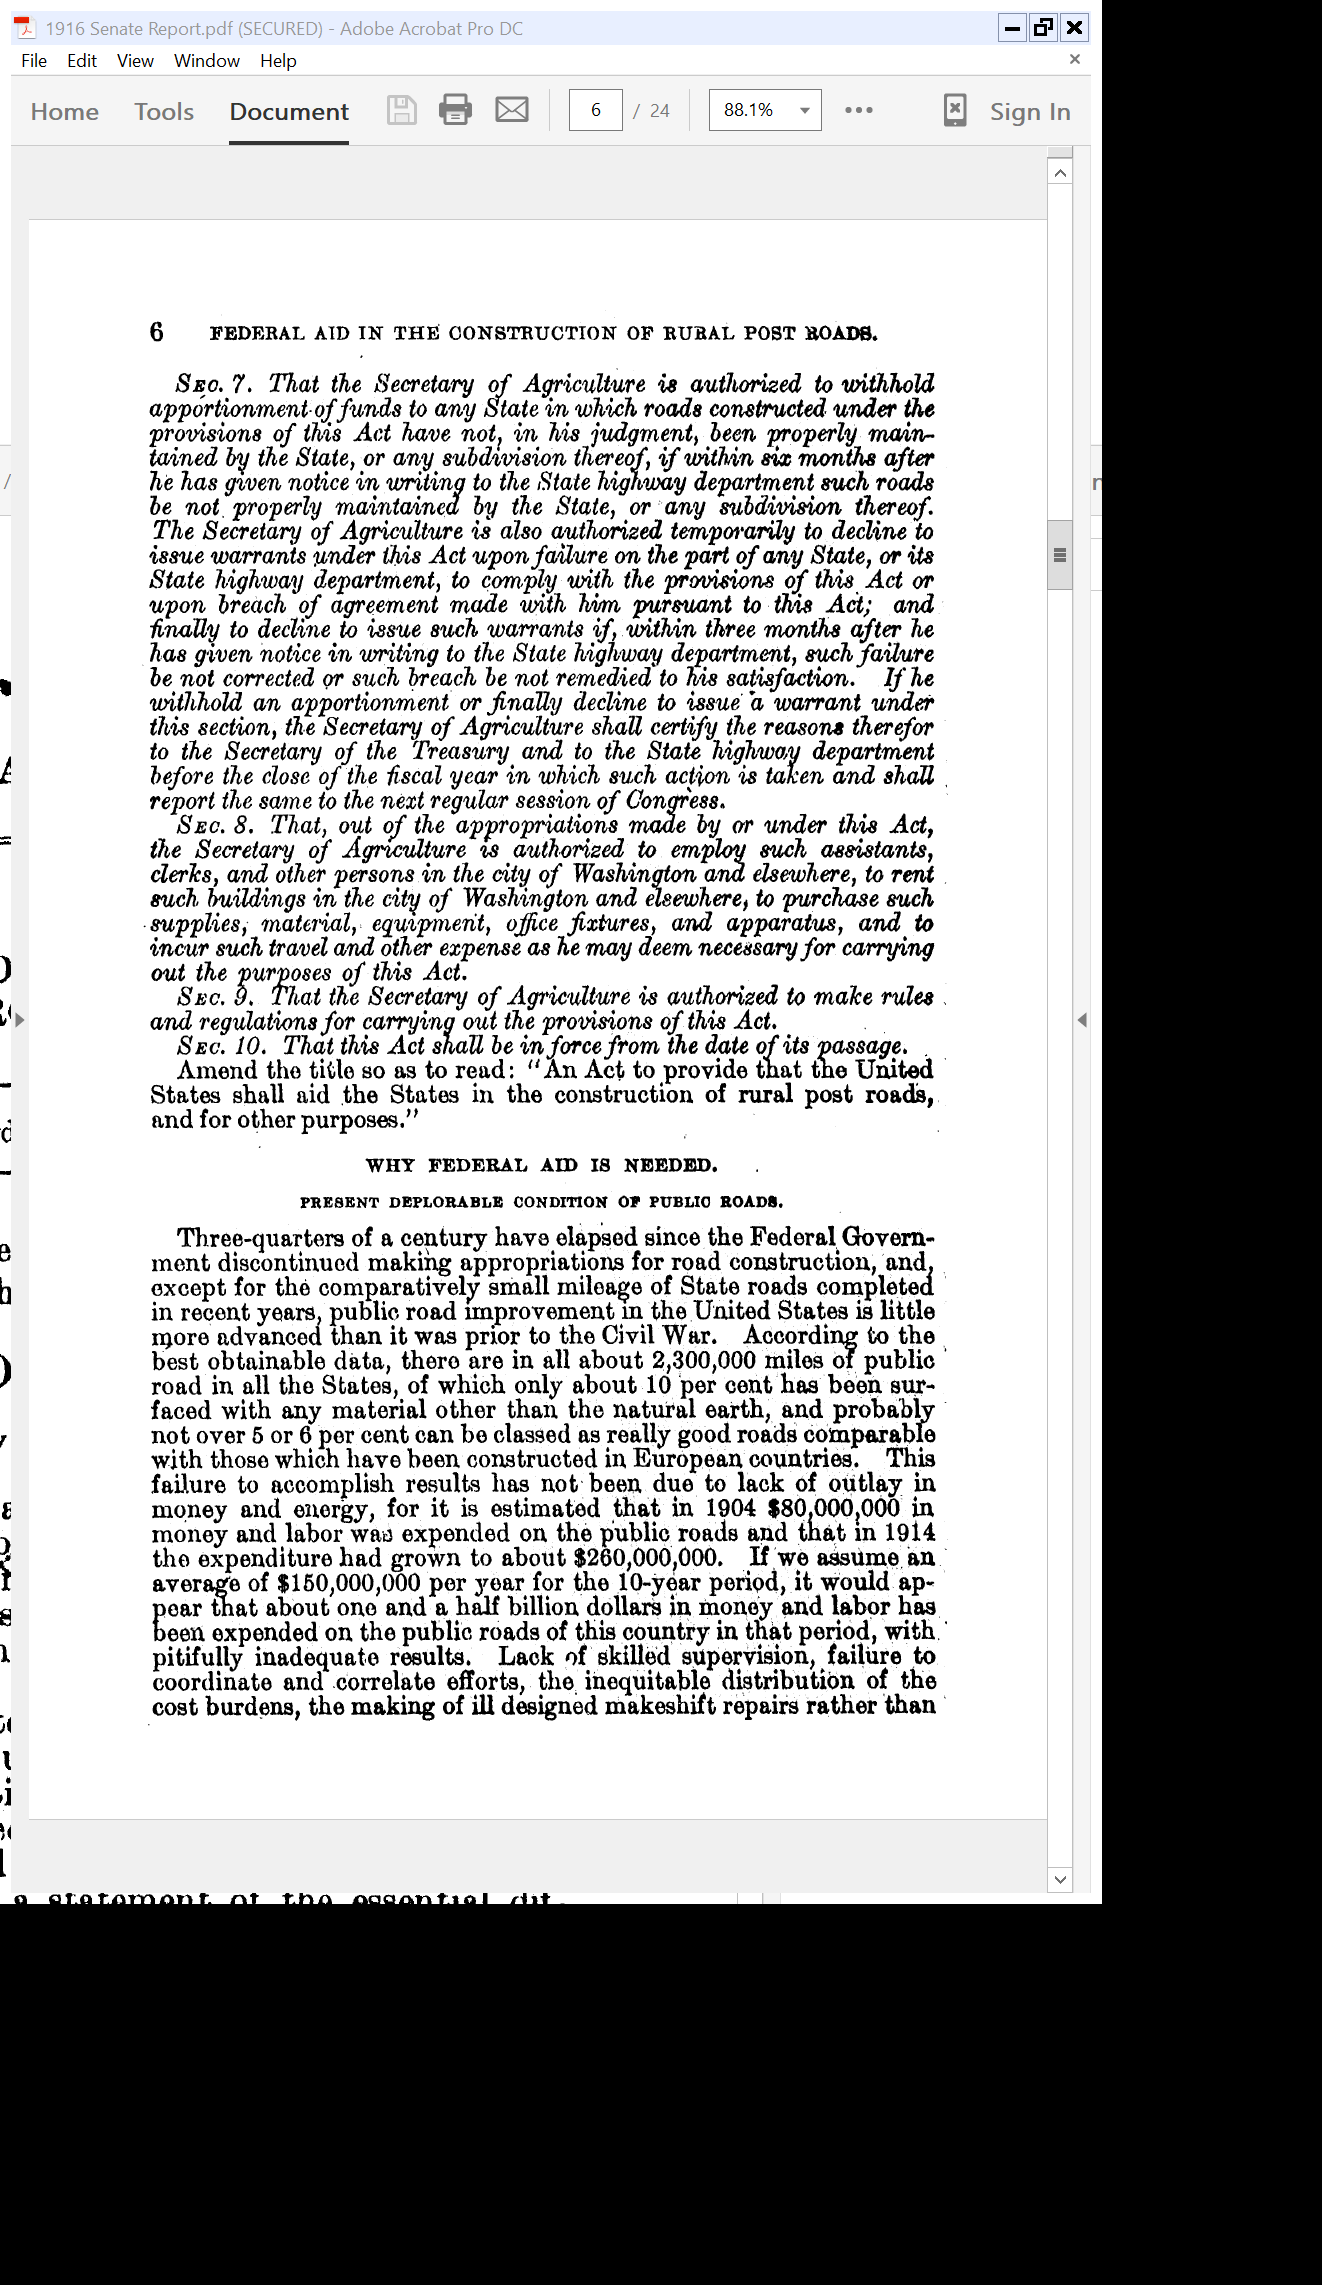 1916 Senate Report.pdf (SECURED) - Adobe Acrobat Pro DC
File Edit View Window Help
Home Tools Document 6 / 24 88.1% Sign In
6 FEDERAL AID IN THE CONSTRUCTION OF RURAL POST ROADS.
SEC. 7. That the Secretary of Agriculture is authorized to withhold
apportionment of funds to any State in which roads constructed under the
provisions of this Act have not, in his judgment, been properly main-
tained by the State, or any subdivision thereof, if within six months after
he has given notice in writing to the State highway department such roads
be not properly maintained by the State, or any subdivision thereof.
The Secretary of Agriculture is also authorized temporarily to decline to
issue warrants under this Act upon failure on the part of any State, or its
State highway department, to comply with the provisions of this Act or
upon breach of agreement made with him pursuant to this Act; and
finally to decline to issue such warrants if, within three months after he
has given notice in writing to the State highway department, such failure
be not corrected or such breach be not remedied to his satisfaction. If he
withhold an apportionment or finally decline to issue a warrant under
this section, the Secretary of Agriculture shall certify the reasons therefor
to the Secretary of the Treasury and to the State highway department
before the close of the fiscal year in which such action is taken and shall
report the same to the next regular session of Congress.
SEC. 8. That, out of the appropriations made by or under this Act,
the Secretary of Agriculture is authorized to employ such assistants,
clerks, and other persons in the city of Washington and elsewhere, to rent
such buildings in the city of Washington and elsewhere, to purchase such
supplies, material, equipment, office fixtures, and apparatus, and to
incur such travel and other expense as he may deem necessary for carrying
out the purposes of this Act.
SEC. 9. That the Secretary of Agriculture is authorized to make rules
and regulations for carrying out the provisions of this Act.
SEC. 10. That this Act shall be in force from the date of its passage.
Amend the title so as to read: "An Act to provide that the United
States shall aid the States in the construction of rural post roads,
and for other purposes."
WHY FEDERAL AID IS NEEDED.
PRESENT DEPLORABLE CONDITION OF PUBLIC ROADS.
Three-quarters of a century have elapsed since the Federal Govern-
ment discontinued making appropriations for road construction, and,
except for the comparatively small mileage of State roads completed
in recent years, public road improvement in the United States is little
more advanced than it was prior to the Civil War. According to the
best obtainable data, there are in all about 2,300,000 miles of public
road in all the States, of which only about 10 per cent has been sur-
faced with any material other than the natural earth, and probably
not over 5 or 6 per cent can be classed as really good roads comparable
with those which have been constructed in European countries. This
failure to accomplish results has not been due to lack of outlay in
money and energy, for it is estimated that in 1904 $80,000,000 in
money and labor was expended on the public roads and that in 1914
the expenditure had grown to about $260,000,000. If we assume an
average of $150,000,000 per year for the 10-year period, it would ap-
pear that about one and a half billion dollars in money and labor has
been expended on the public roads of this country in that period, with
pitifully inadequate results. Lack of skilled supervision, failure to
coordinate and correlate efforts, the inequitable distribution of the
cost burdens, the making of ill designed makeshift repairs rather than
a statement of the essential dif-